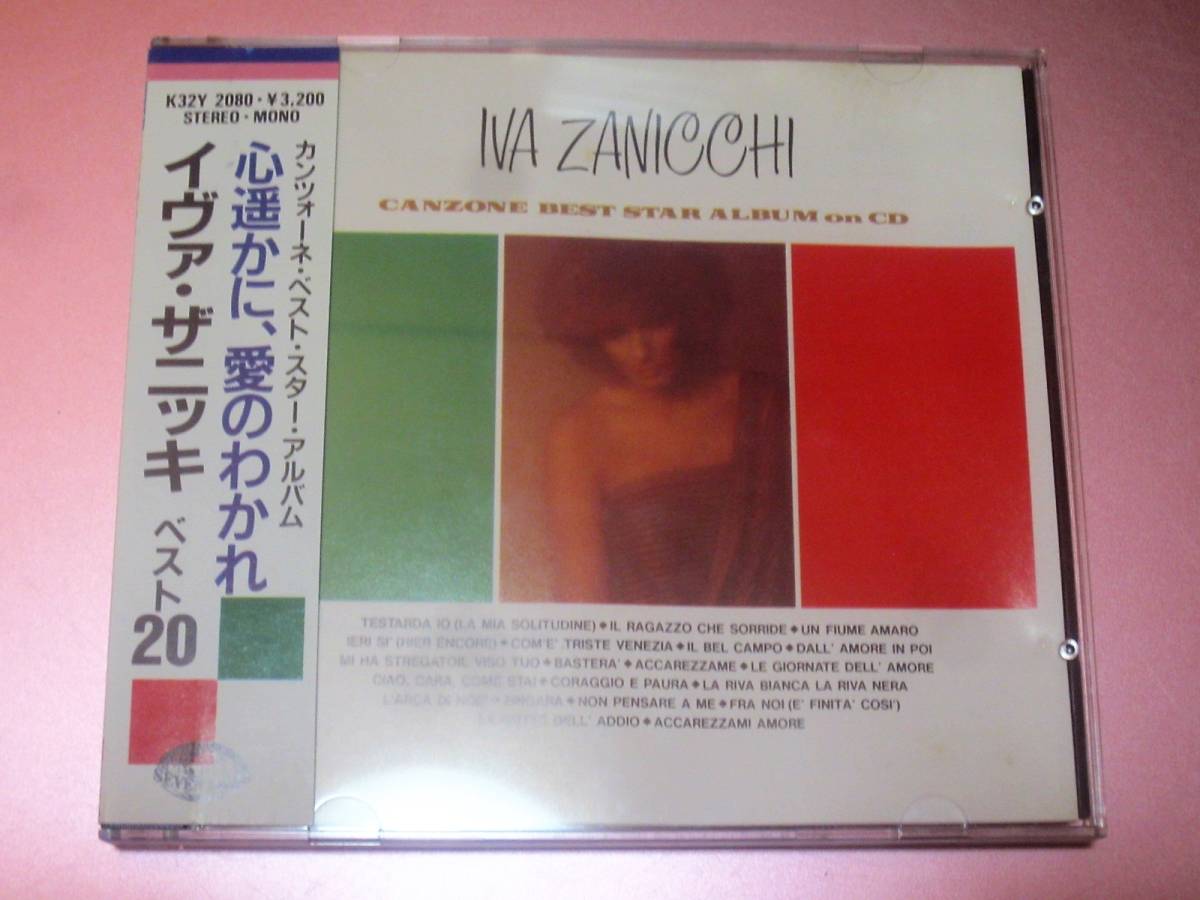 K32Y 2080・¥3,200
STEREO・MONO
カンツォーネ・ベスト・スター・アルバム
心遥かに、愛のわかれ
イヴァ・ザニッキ ベスト20
SEVEN
IVA ZANICCHI
CANZONE BEST STAR ALBUM on CD
TESTARDA IO (LA MIA SOLITUDINE)◆IL RAGAZZO CHE SORRIDE◆UN FIUME AMARO
IERI SI' (HIER ENCORE)◆COM'E' TRISTE VENEZIA◆IL BEL CAMPO◆DALL' AMORE IN POI
MI HA STREGATO IL VISO TUO◆BASTERA'◆ACCAREZZAME◆LE GIORNATE DELL' AMORE
CIAO, CARA, COME STAI◆CORAGGIO E PAURA◆LA RIVA BIANCA LA RIVA NERA
L'ARCA DI NOE'◆ZINGARA◆NON PENSARE A ME◆FRA NOI (E' FINITA' COSI')
DELL' ADDIO◆ACCAREZZAMI AMORE